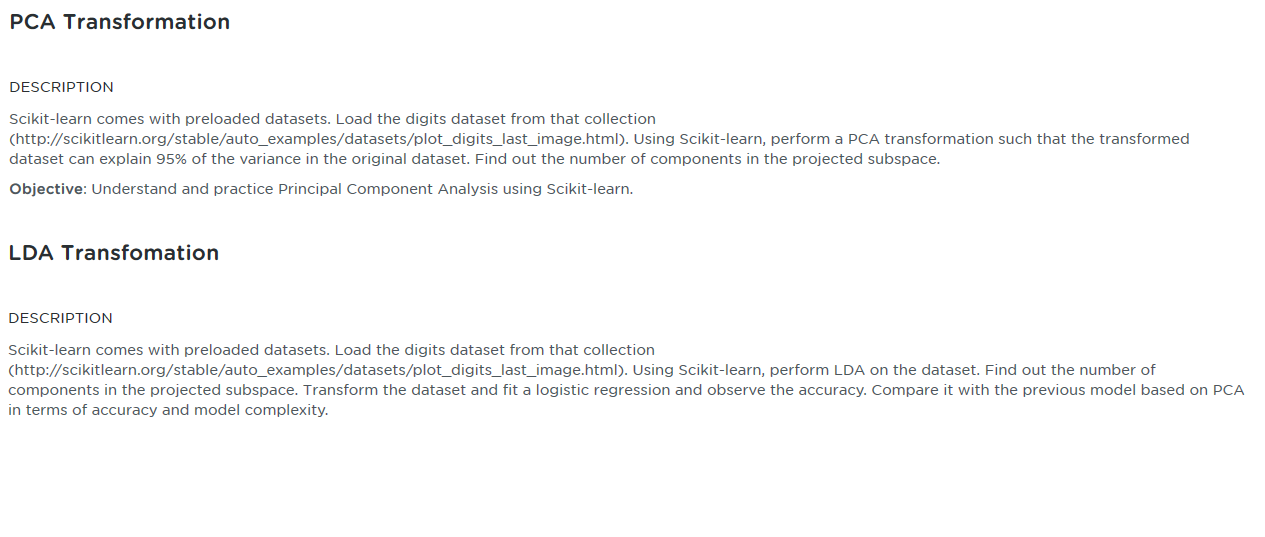 PCA Transformation
DESCRIPTION
Scikit-learn comes with preloaded datasets. Load the digits dataset from that collection
(http://scikitlearn.org/stable/auto_examples/datasets/plot_digits_last_image.html). Using Scikit-learn, perform a PCA transformation such that the transformed
dataset can explain 95% of the variance in the original dataset. Find out the number of components in the projected subspace.
Objective: Understand and practice Principal Component Analysis using Scikit-learn.
LDA Transfomation
DESCRIPTION
Scikit-learn comes with preloaded datasets. Load the digits dataset from that collection
(http://scikitlearn.org/stable/auto_examples/datasets/plot_digits_last_image.html). Using Scikit-learn, perform LDA on the dataset. Find out the number of
components in the projected subspace. Transform the dataset and fit a logistic regression and observe the accuracy. Compare it with the previous model based on PCA
in terms of accuracy and model complexity.